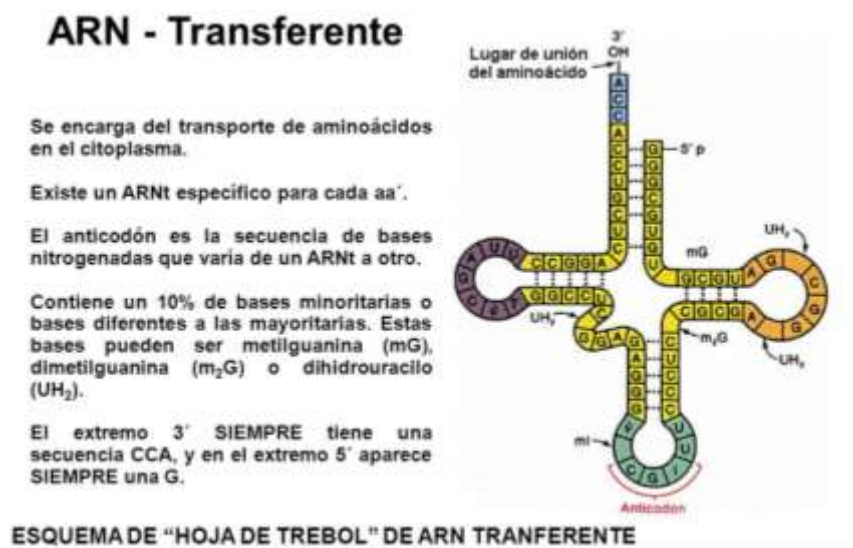 ARN - Transferente
3´
OH
Lugar de unión
del aminoácido
Se encarga del transporte de aminoácidos
en el citoplasma.
Existe un ARNt específico para cada aa´.
El anticodón es la secuencia de bases
nitrogenadas que varía de un ARNt a otro.
Contiene un 10% de bases minoritarias o
bases diferentes a las mayoritarias. Estas
bases pueden ser metilguanina (mG),
dimetilguanina (m₂G) o dihidrouracilo
(UH₂).
El extremo 3´ SIEMPRE tiene una
secuencia CCA, y en el extremo 5´ aparece
SIEMPRE una G.
A
C
C
A
C
C
U
G
C
U
C
5´ p
G
G
G
C
G
U
G
U
mG
UH₂
C C G G A
G G C C U
G C G U
C G C G A
UH₂
m₂G
UH₂
G G A G
A
G
G
G
C
U
C
C
C
mI
Anticodón
ESQUEMA DE “HOJA DE TREBOL” DE ARN TRANFERENTE